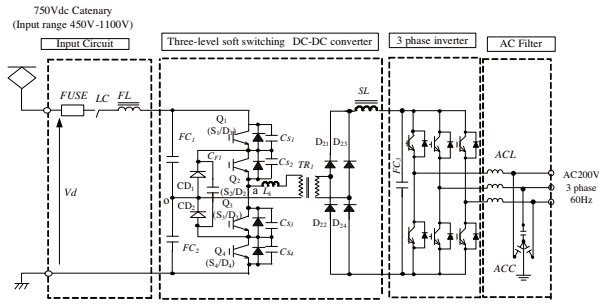 750Vdc Catenary
(Input range 450V-1100V)
Input Circuit
Three-level soft switching DC-DC converter
3 phase inverter
AC Filter
FUSE
LC
FL
SL
Q1
(S1/D1)
CS1
FC1
CF1
CS2
D21
D23
Q2
(S2/D2)
TR1
FC3
ACL
AC200V
3 phase
60Hz
CD1
a
Lk
Vd
o
CD2
Q3
(S3/D3)
CS3
D22
D24
FC2
Q4
(S4/D4)
CS4
ACC